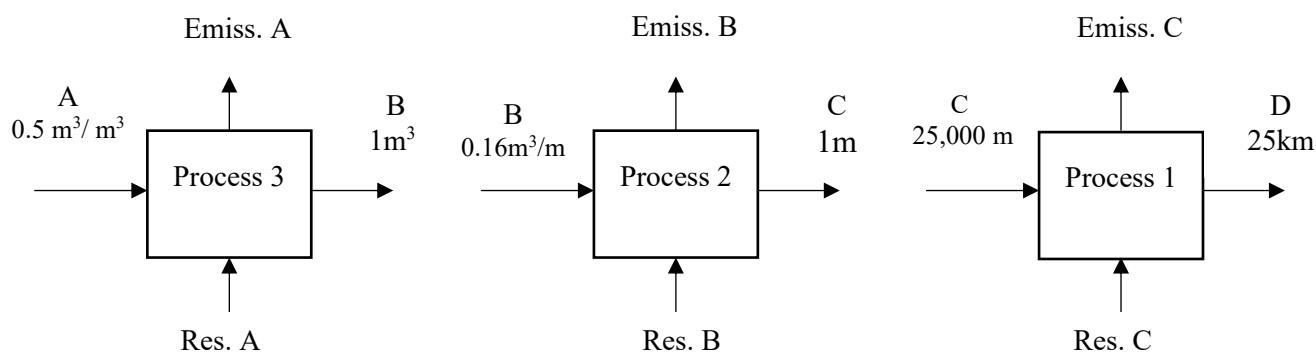 Emiss. A
A
0.5 m³/ m³
B
1m³
Process 3
Res. A
Emiss. B
B
0.16m³/m
C
1m
Process 2
Res. B
Emiss. C
C
25,000 m
D
25km
Process 1
Res. C